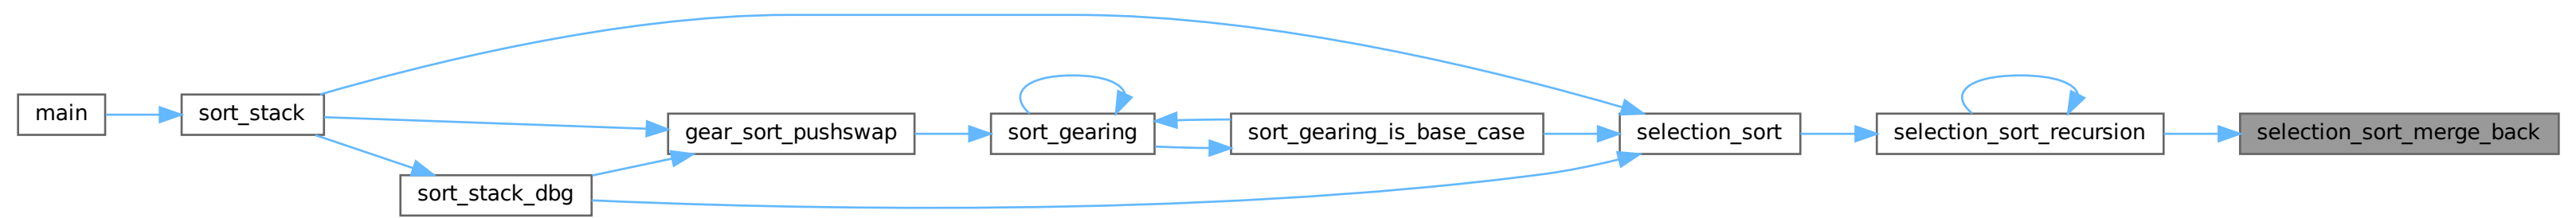 main
sort_stack
sort_stack_dbg
gear_sort_pushswap
sort_gearing
sort_gearing_is_base_case
selection_sort
selection_sort_recursion
selection_sort_merge_back